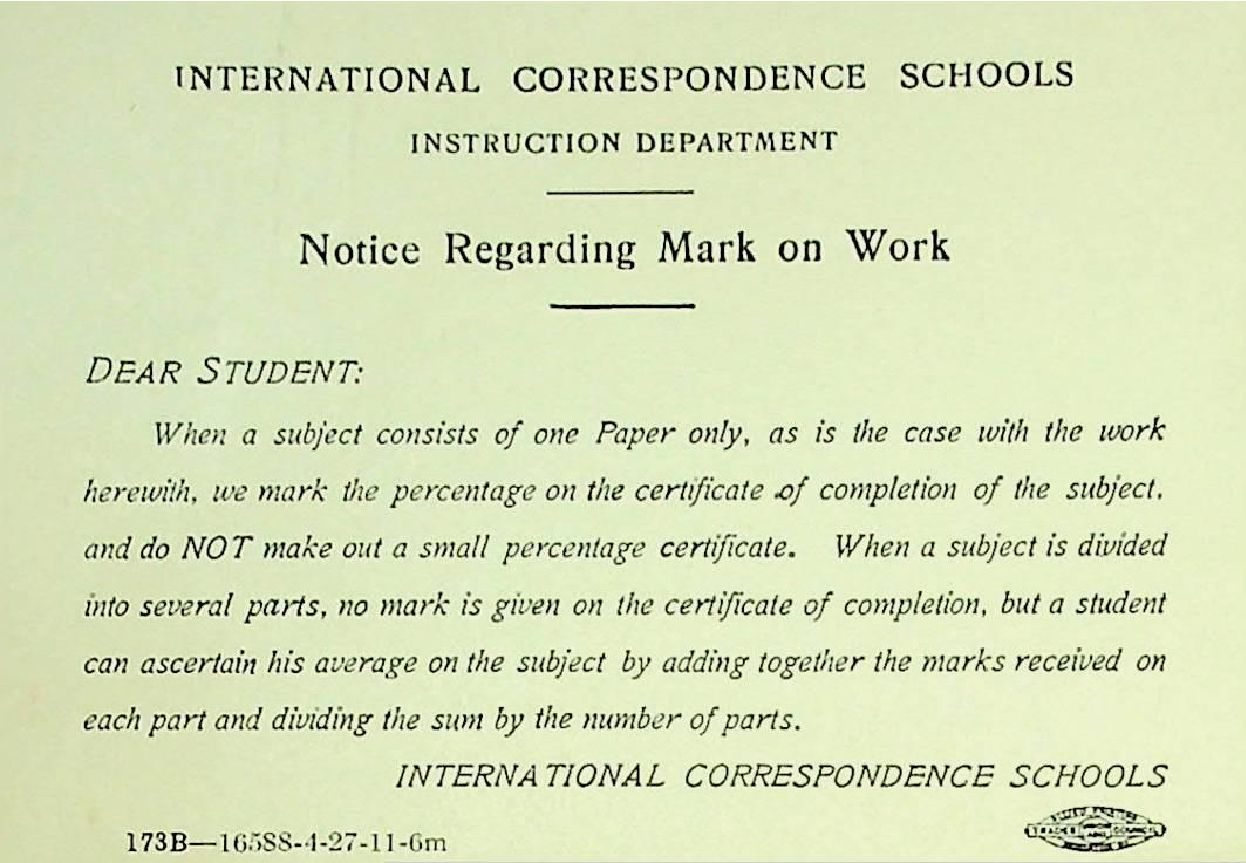 INTERNATIONAL CORRESPONDENCE SCHOOLS
INSTRUCTION DEPARTMENT
Notice Regarding Mark on Work
DEAR STUDENT:
When a subject consists of one Paper only, as is the case with the work
herewith, we mark the percentage on the certificate of completion of the subject,
and do NOT make out a small percentage certificate. When a subject is divided
into several parts, no mark is given on the certificate of completion, but a student
can ascertain his average on the subject by adding together the marks received on
each part and dividing the sum by the number of parts.
INTERNATIONAL CORRESPONDENCE SCHOOLS
173B—16588-4-27-11-6m
TRADES COUNCIL